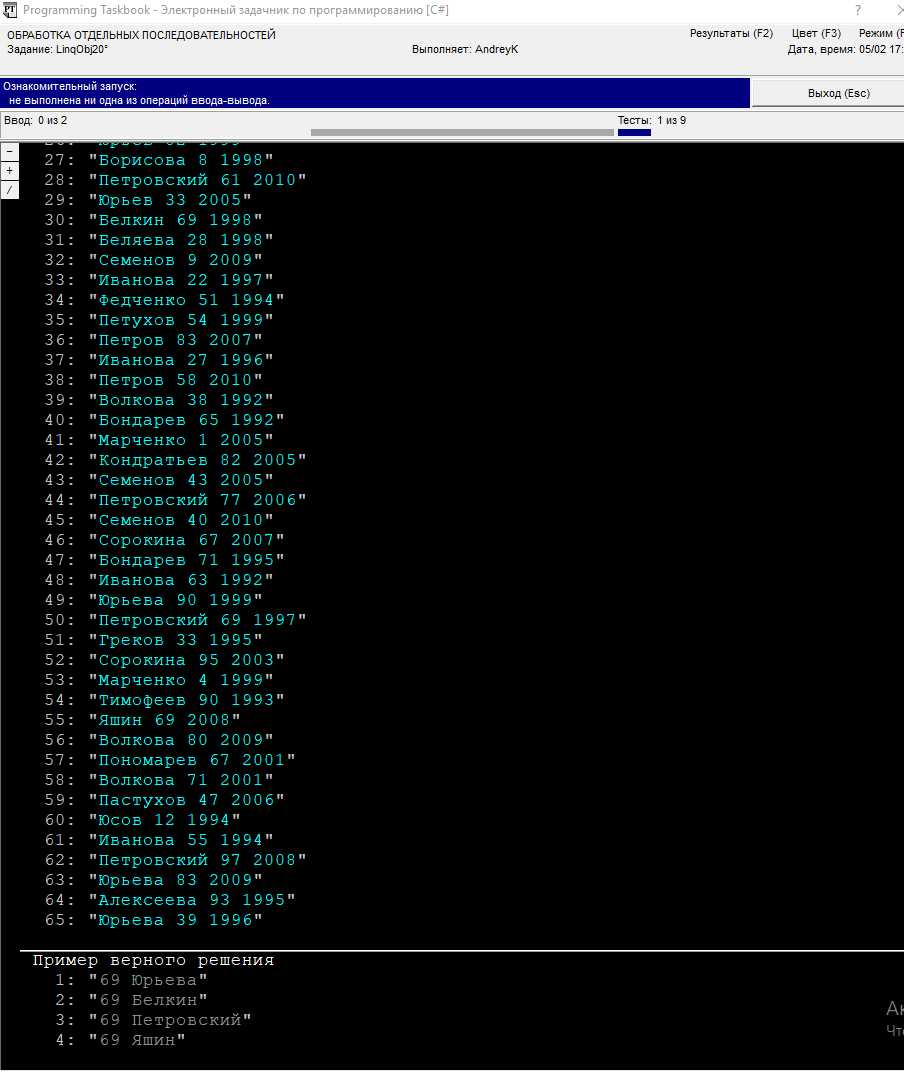 Programming Taskbook - Электронный задачник по программированию [C#]
ОБРАБОТКА ОТДЕЛЬНЫХ ПОСЛЕДОВАТЕЛЬНОСТЕЙ
Результаты (F2) Цвет (F3) Режим (F
Задание: LinqObj20° Выполняет: AndreyK Дата, время: 05/02 17:
Ознакомительный запуск:
не выполнена ни одна из операций ввода-вывода.
Выход (Esc)
Ввод: 0 из 2 Тесты: 1 из 9
27: "Борисова 8 1998"
28: "Петровский 61 2010"
29: "Юрьев 33 2005"
30: "Белкин 69 1998"
31: "Беляева 28 1998"
32: "Семенов 9 2009"
33: "Иванова 22 1997"
34: "Федченко 51 1994"
35: "Петухов 54 1999"
36: "Петров 83 2007"
37: "Иванова 27 1996"
38: "Петров 58 2010"
39: "Волкова 38 1992"
40: "Бондарев 65 1992"
41: "Марченко 1 2005"
42: "Кондратьев 82 2005"
43: "Семенов 43 2005"
44: "Петровский 77 2006"
45: "Семенов 40 2010"
46: "Сорокина 67 2007"
47: "Бондарев 71 1995"
48: "Иванова 63 1992"
49: "Юрьева 90 1999"
50: "Петровский 69 1997"
51: "Греков 33 1995"
52: "Сорокина 95 2003"
53: "Марченко 4 1999"
54: "Тимофеев 90 1993"
55: "Яшин 69 2008"
56: "Волкова 80 2009"
57: "Пономарев 67 2001"
58: "Волкова 71 2001"
59: "Пастухов 47 2006"
60: "Юсов 12 1994"
61: "Иванова 55 1994"
62: "Петровский 97 2008"
63: "Юрьева 83 2009"
64: "Алексеева 93 1995"
65: "Юрьева 39 1996"
Пример верного решения
1: "69 Юрьева"
2: "69 Белкин"
3: "69 Петровский"
4: "69 Яшин"